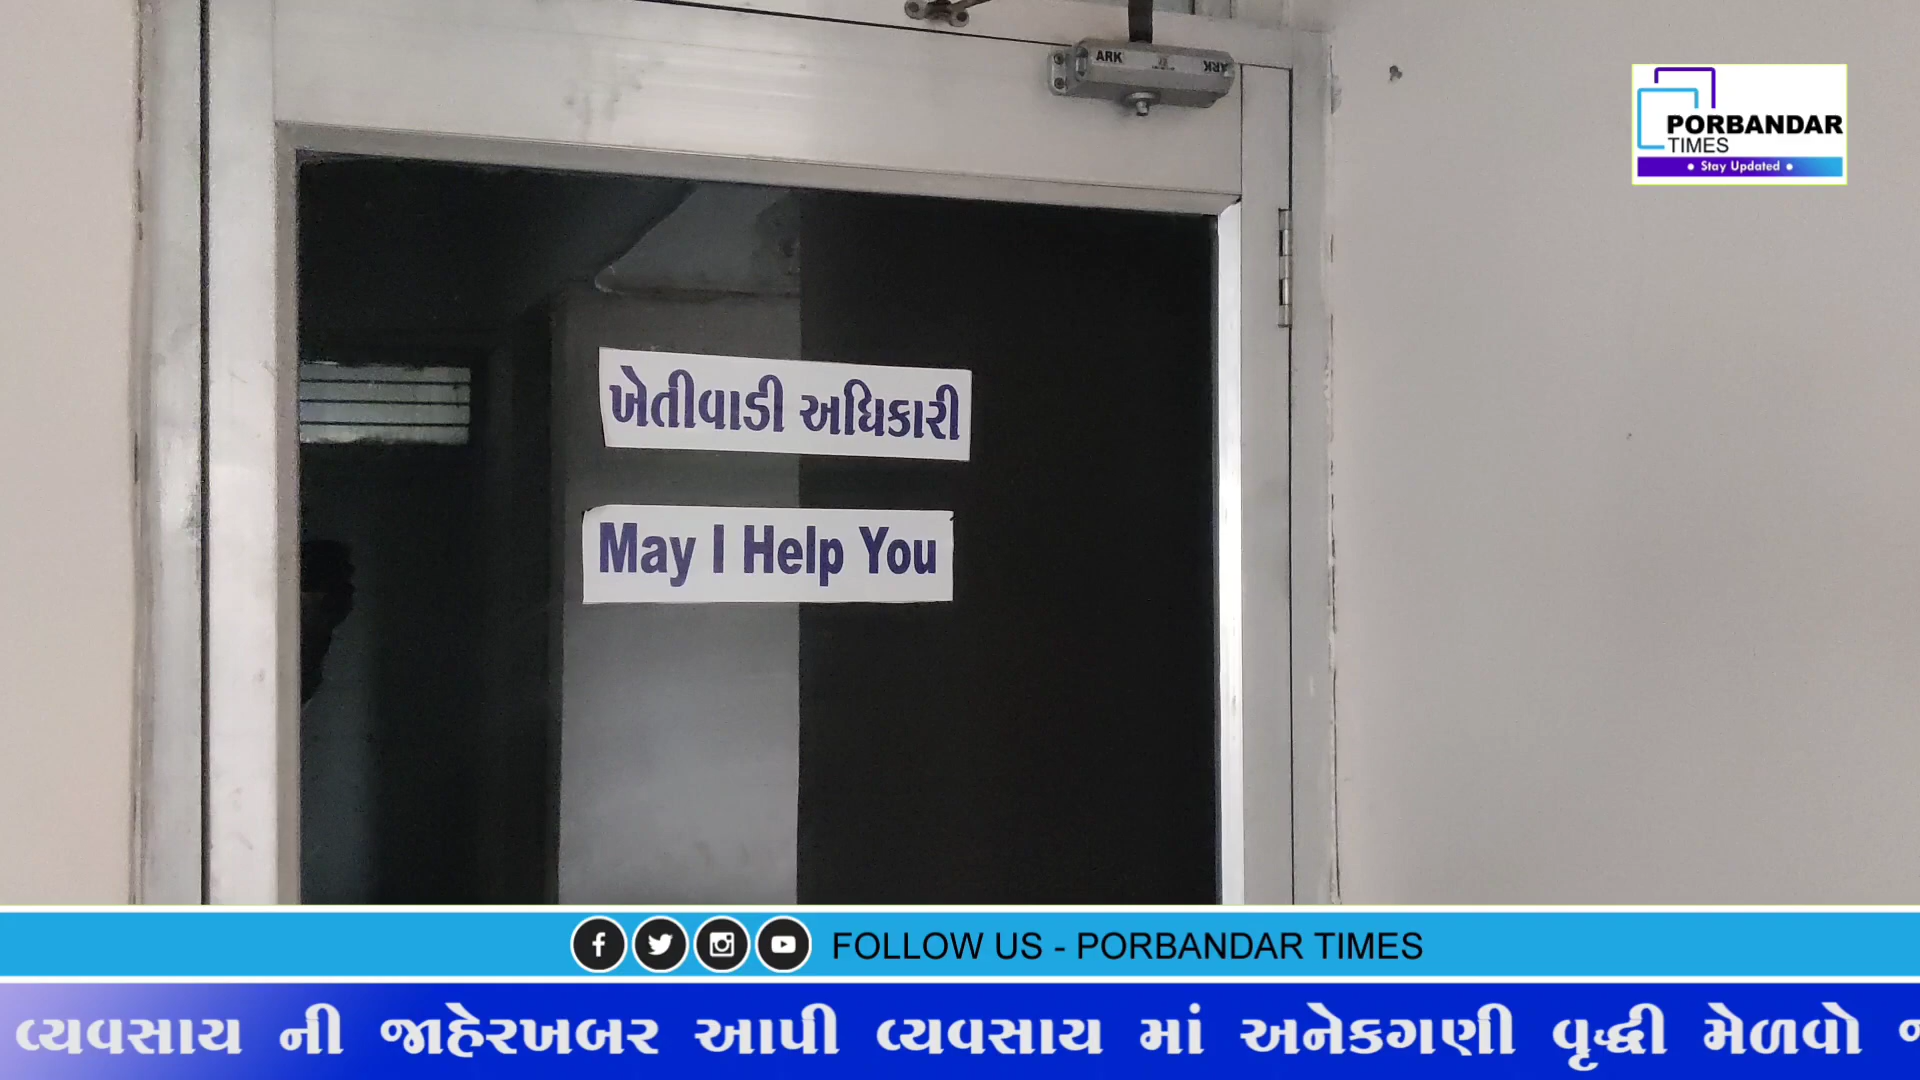 ARK ARK
PORBANDAR
TIMES
• Stay Updated •
ખેતીવાડી અધિકારી
May I Help You
FOLLOW US - PORBANDAR TIMES
વ્યવસાય ની જાહેરખબર આપી વ્યવસાય માં અનેકગણી વૃદ્ધી મેળવો